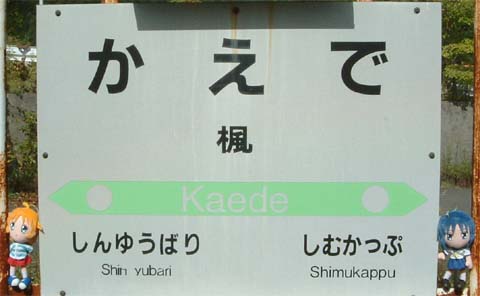 かえで
楓
Kaede
しんゆうばり しむかっぷ
Shin yubari Shimukappu